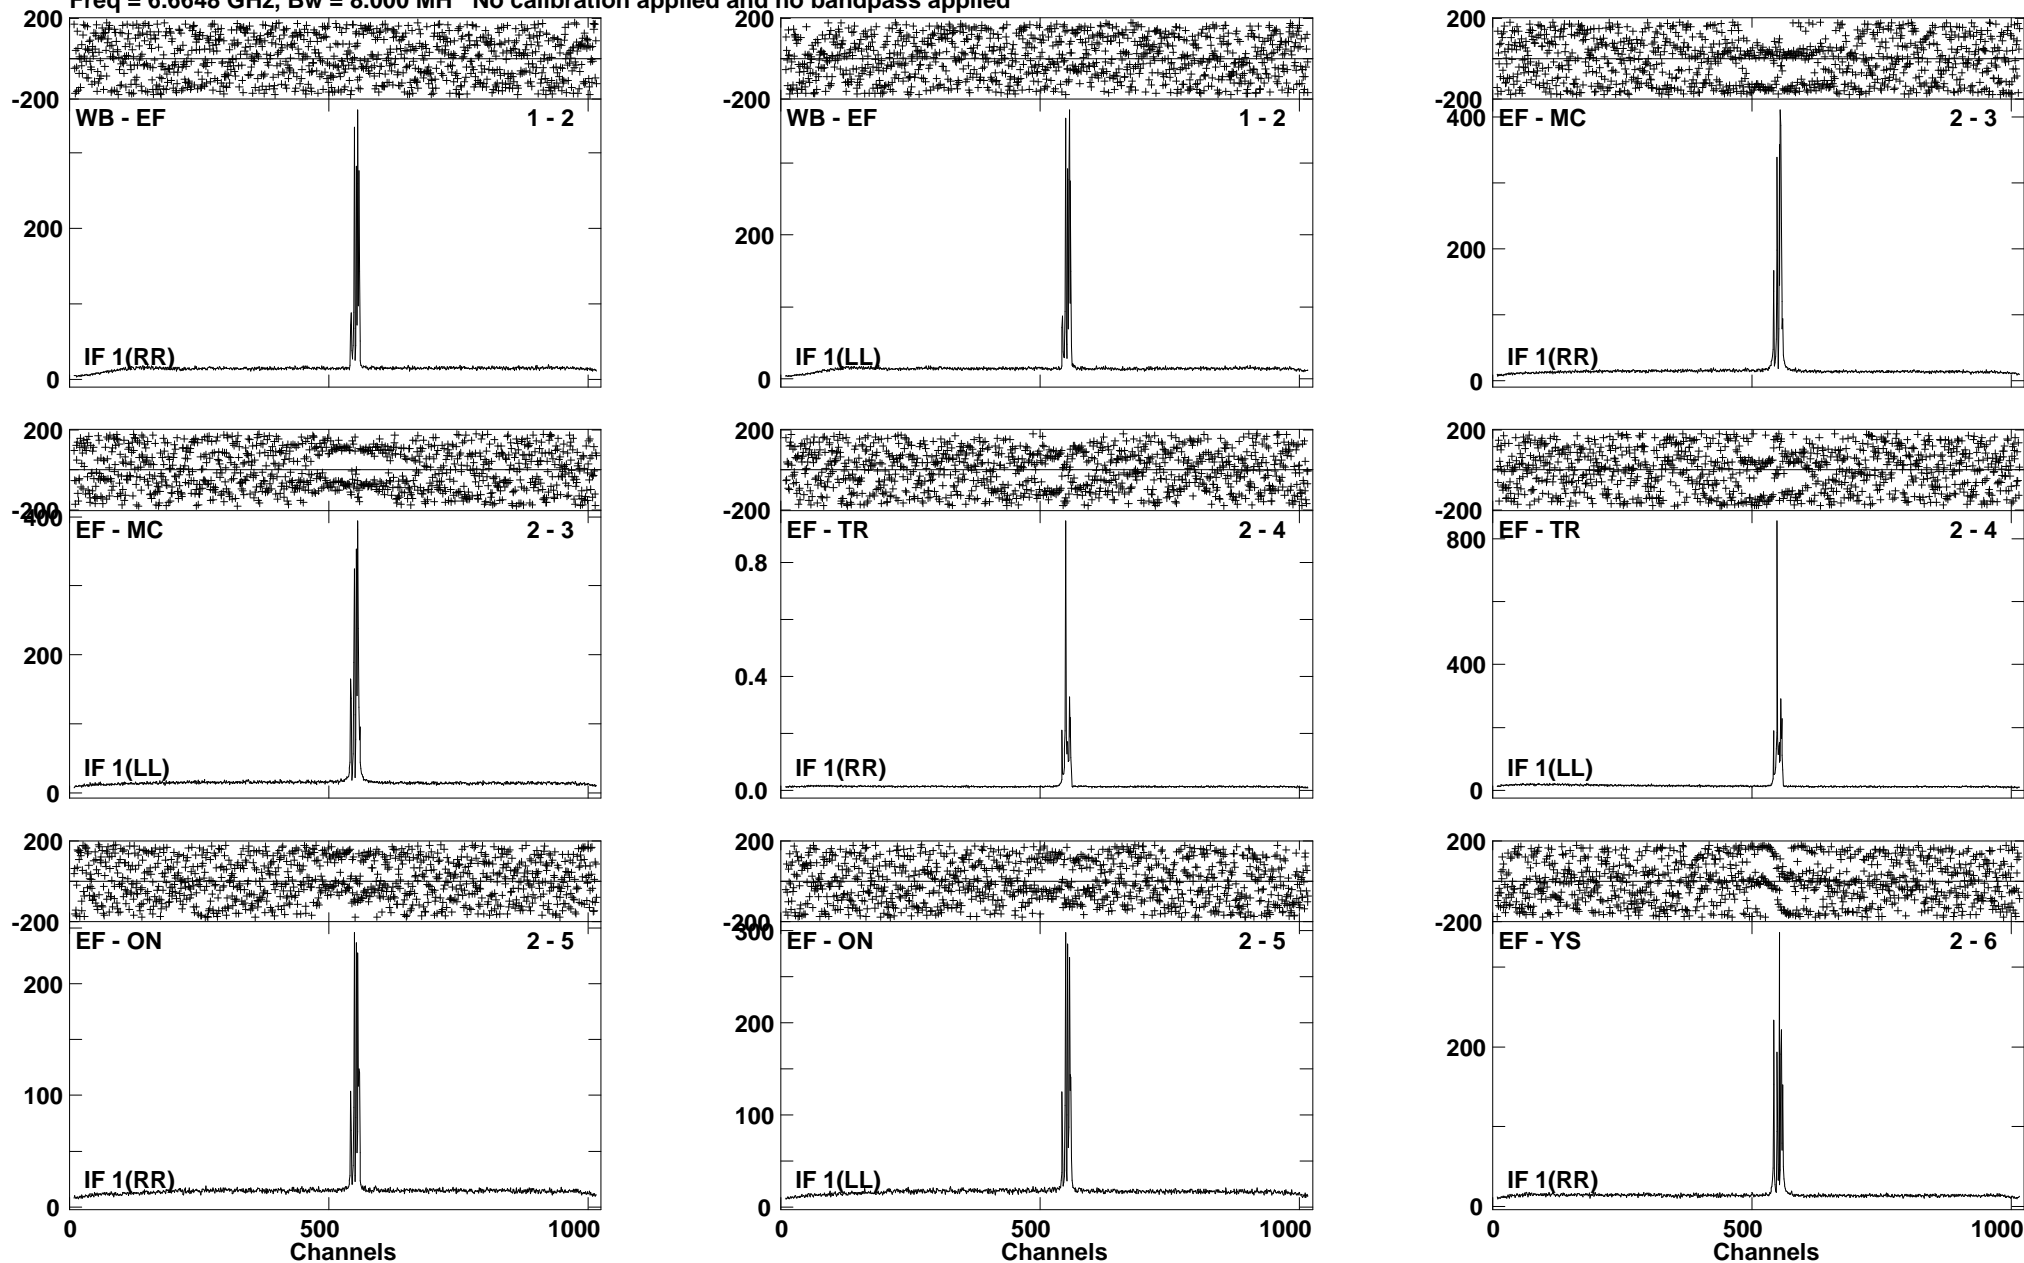 Freq = 6.6648 GHz, Bw = 8.000 MH No calibration applied and no bandpass applied
200 200 200
-200 -200 -200
WB - EF 1 - 2 WB - EF 1 - 2 400 EF - MC 2 - 3
200 200 200
IF 1(RR) IF 1(LL) IF 1(RR)
0 0 0
200 200 200
-200 -200 -200
400 EF - MC 2 - 3 EF - TR 2 - 4 EF - TR 2 - 4
0.8 800
200 0.4 400
IF 1(LL) IF 1(RR) IF 1(LL)
0 0.0 0
200 200 200
-200 -200 -200
EF - ON 2 - 5 300 EF - ON 2 - 5 EF - YS 2 - 6
200 200 200
100 100
IF 1(RR) IF 1(LL) IF 1(RR)
0 0 0
0 500 1000 0 500 1000 0 500 1000
Channels Channels Channels